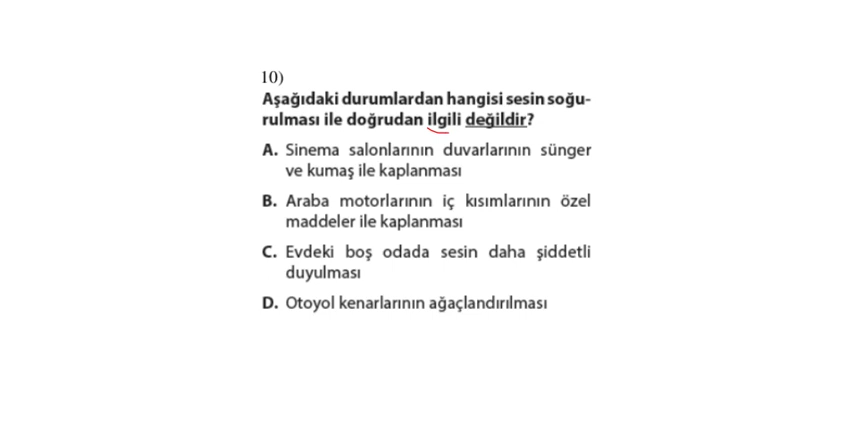 10)
Aşağıdaki durumlardan hangisi sesin soğu-
rulması ile doğrudan ilgili değildir?
A. Sinema salonlarının duvarlarının sünger
ve kumaş ile kaplanması
B. Araba motorlarının iç kısımlarının özel
maddeler ile kaplanması
C. Evdeki boş odada sesin daha şiddetli
duyulması
D. Otoyol kenarlarının ağaçlandırılması